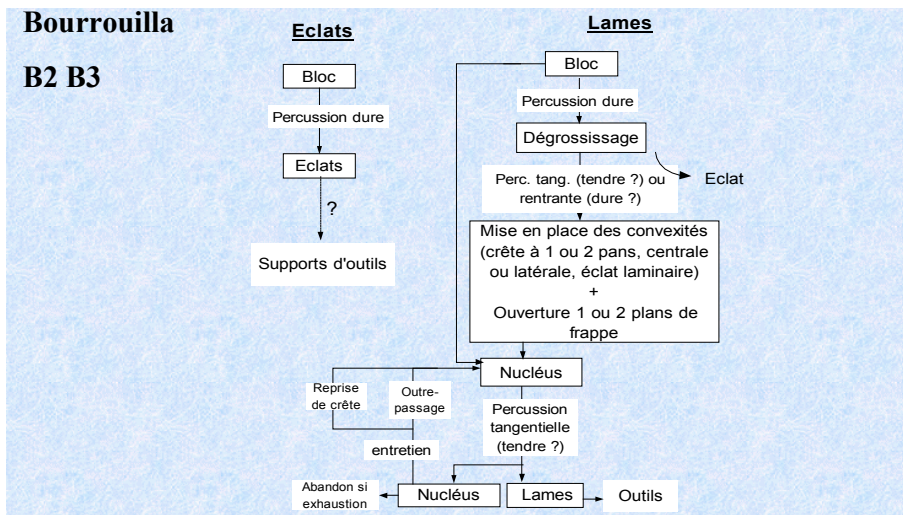 Bourrouilla
B2 B3
Eclats
Bloc
Percussion dure
Eclats
?
Supports d'outils
Lames
Bloc
Percussion dure
Dégrossissage
Eclat
Perc. tang. (tendre ?) ou
rentrante (dure ?)
Mise en place des convexités
(crête à 1 ou 2 pans, centrale
ou latérale, éclat laminaire)
+
Ouverture 1 ou 2 plans de
frappe
Nucléus
Reprise
de crête
Outre-
passage
Percussion
tangentielle
(tendre ?)
entretien
Abandon si
exhaustion
Nucléus
Lames
Outils